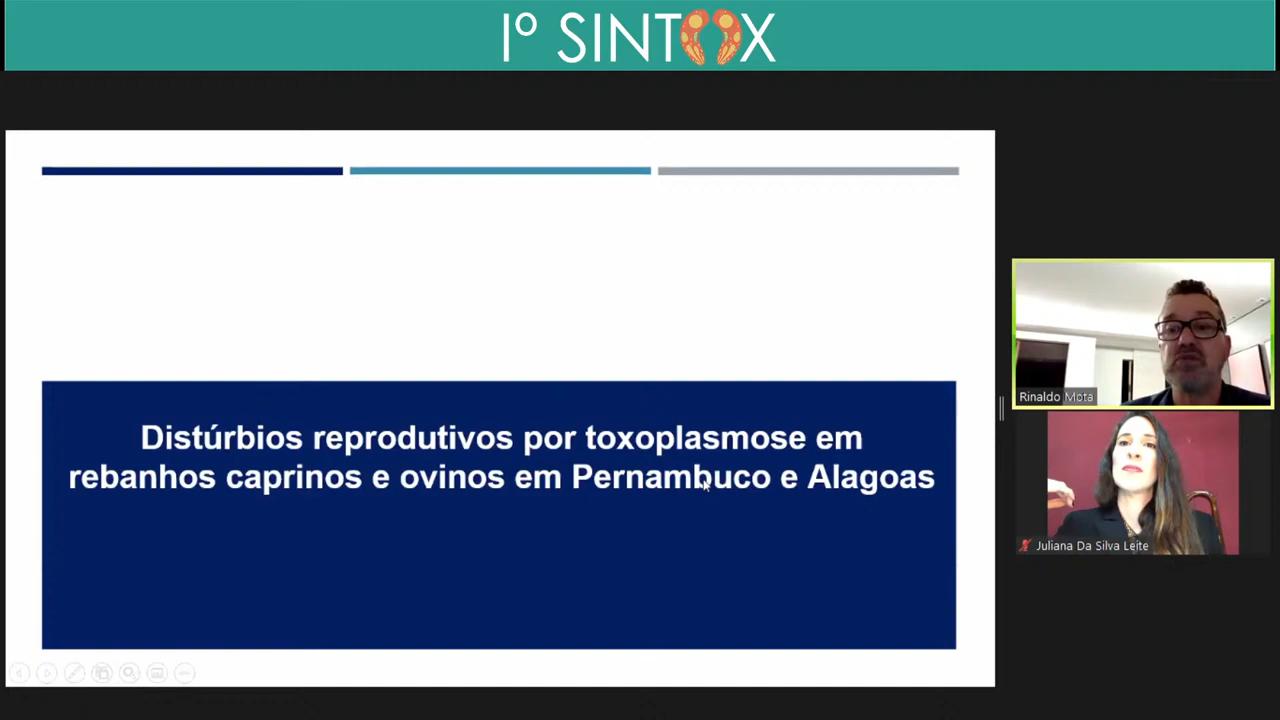 Iº SINTOX
Distúrbios reprodutivos por toxoplasmose em
rebanhos caprinos e ovinos em Pernambuco e Alagoas
Rinaldo Mota
Juliana Da Silva Leite